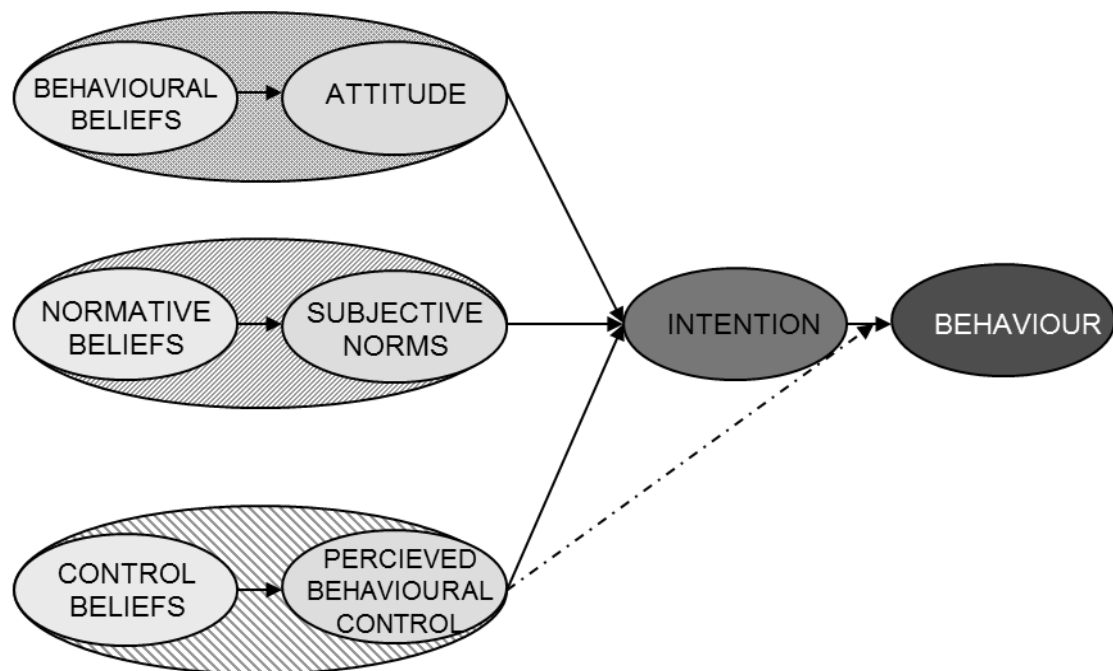 BEHAVIOURAL
BELIEFS
ATTITUDE
NORMATIVE
BELIEFS
SUBJECTIVE
NORMS
INTENTION
BEHAVIOUR
CONTROL
BELIEFS
PERCIEVED
BEHAVIOURAL
CONTROL